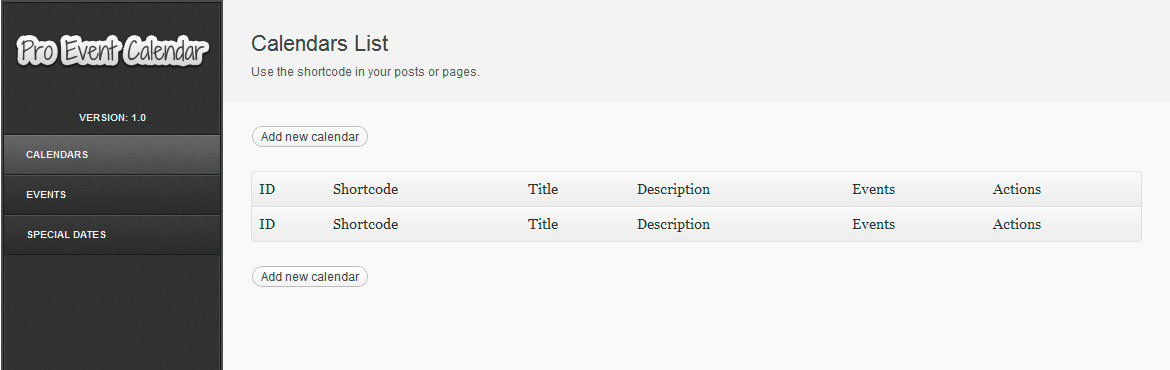 Pro Event Calendar
VERSION: 1.0
CALENDARS
EVENTS
SPECIAL DATES
Calendars List
Use the shortcode in your posts or pages.
Add new calendar
ID Shortcode Title Description Events Actions
ID Shortcode Title Description Events Actions
Add new calendar